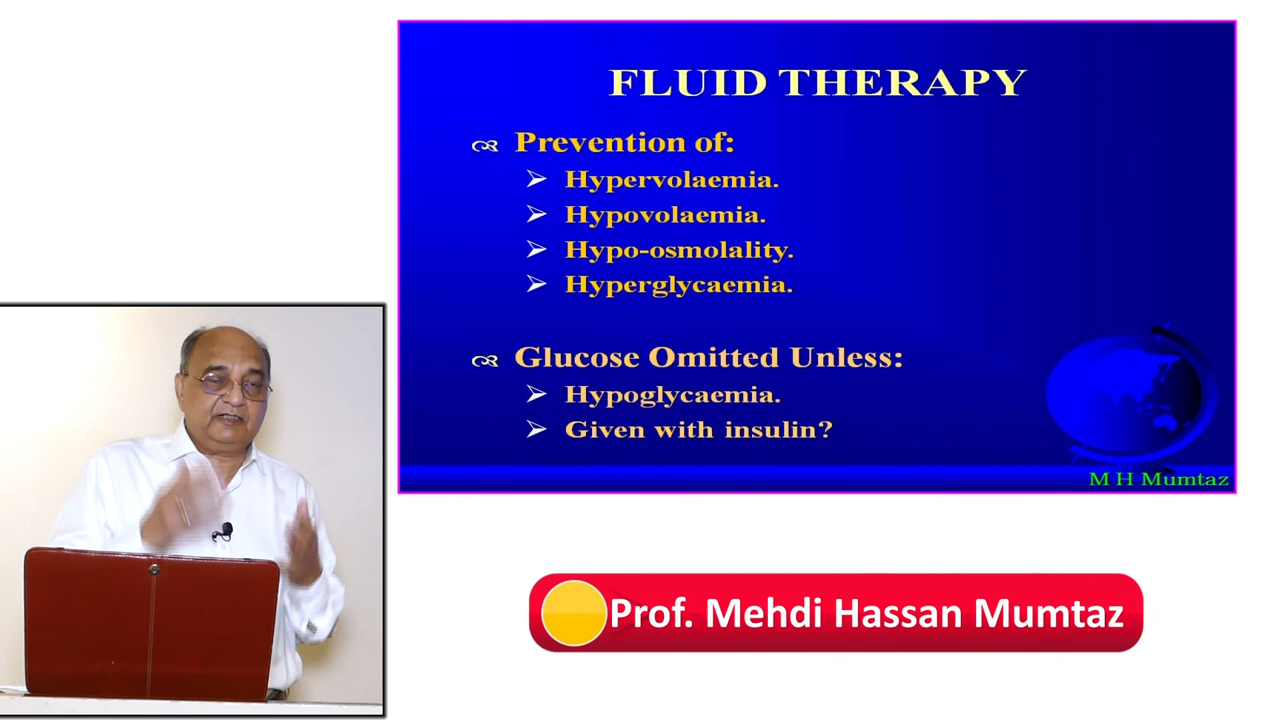 FLUID THERAPY
Prevention of:
Hypervolaemia.
Hypovolaemia.
Hypo-osmolality.
Hyperglycaemia.
Glucose Omitted Unless:
Hypoglycaemia.
Given with insulin?
M H Mumtaz
Prof. Mehdi Hassan Mumtaz